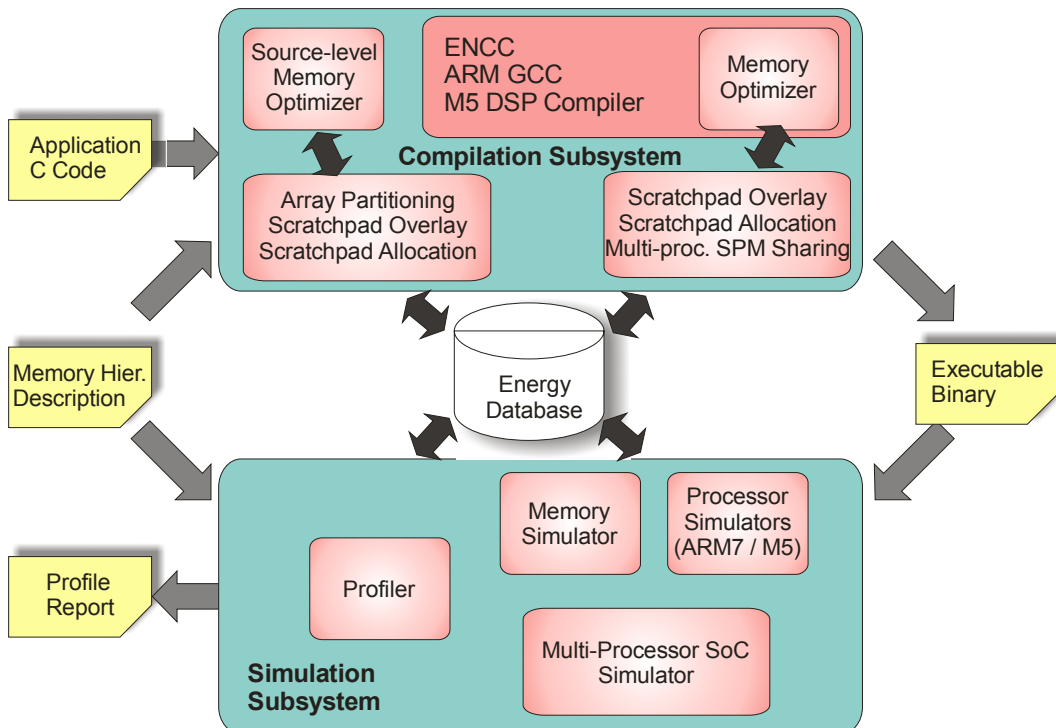 Source-level
Memory
Optimizer
ENCC
ARM GCC
M5 DSP Compiler
Memory
Optimizer
Application
C Code
Compilation Subsystem
Array Partitioning
Scratchpad Overlay
Scratchpad Allocation
Scratchpad Overlay
Scratchpad Allocation
Multi-proc. SPM Sharing
Memory Hier.
Description
Energy
Database
Executable
Binary
Memory
Simulator
Processor
Simulators
(ARM7 / M5)
Profile
Report
Profiler
Multi-Processor SoC
Simulator
Simulation
Subsystem